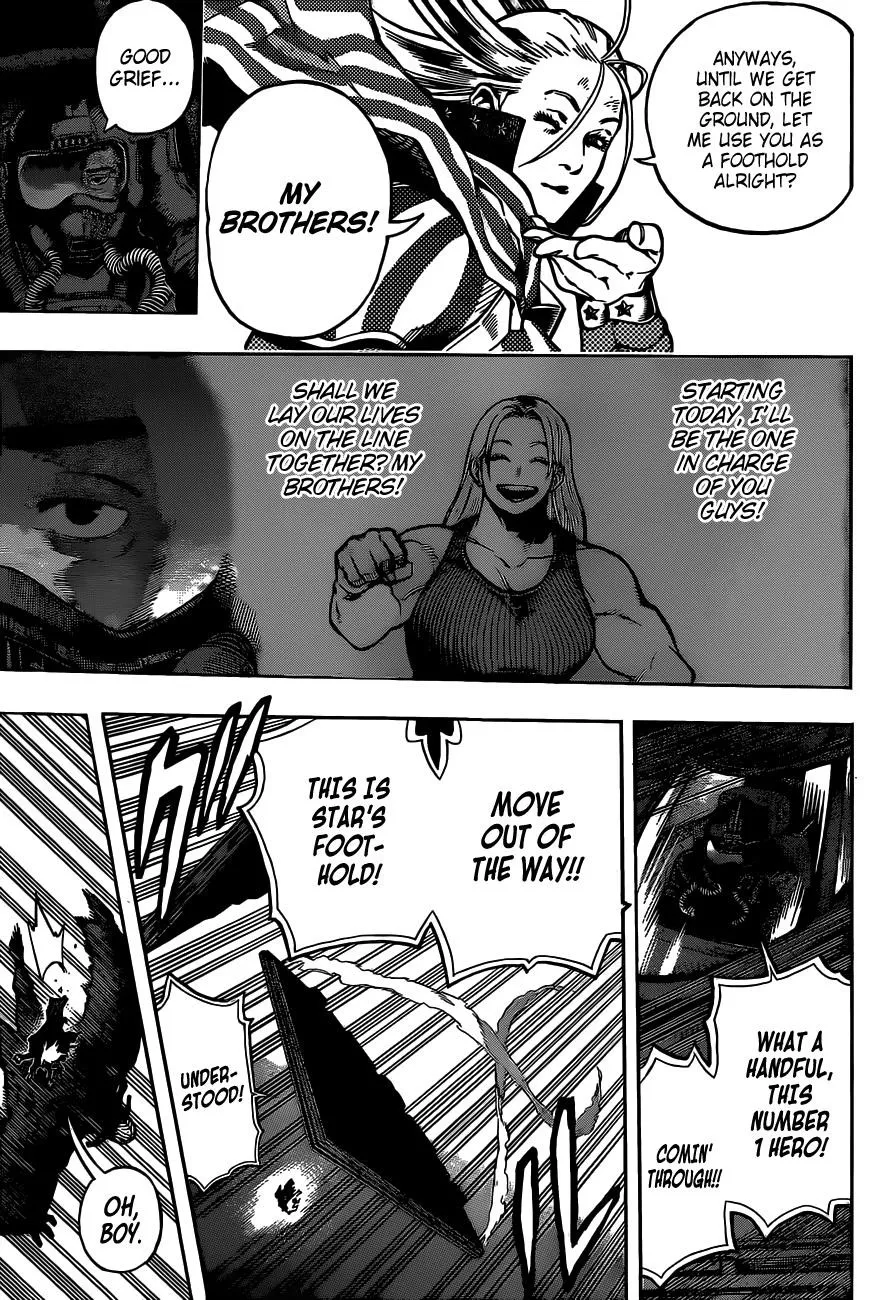 ANYWAYS,
UNTIL WE GET
BACK ON THE
GROUND, LET
ME USE YOU AS
A FOOTHOLD
ALRIGHT?
MY
BROTHERS!
GOOD
GRIEF...
STARTING
TODAY, I'LL
BE THE ONE
IN CHARGE
OF YOU
GUYS!
SHALL WE
LAY OUR LIVES
ON THE LINE
TOGETHER? MY
BROTHERS!
WHAT A
HANDFUL,
THIS
NUMBER
1 HERO!
COMIN'
THROUGH!!
MOVE
OUT OF
THE WAY!!
THIS IS
STAR'S
FOOT-
HOLD!
UNDER-
STOOD!
OH,
BOY.